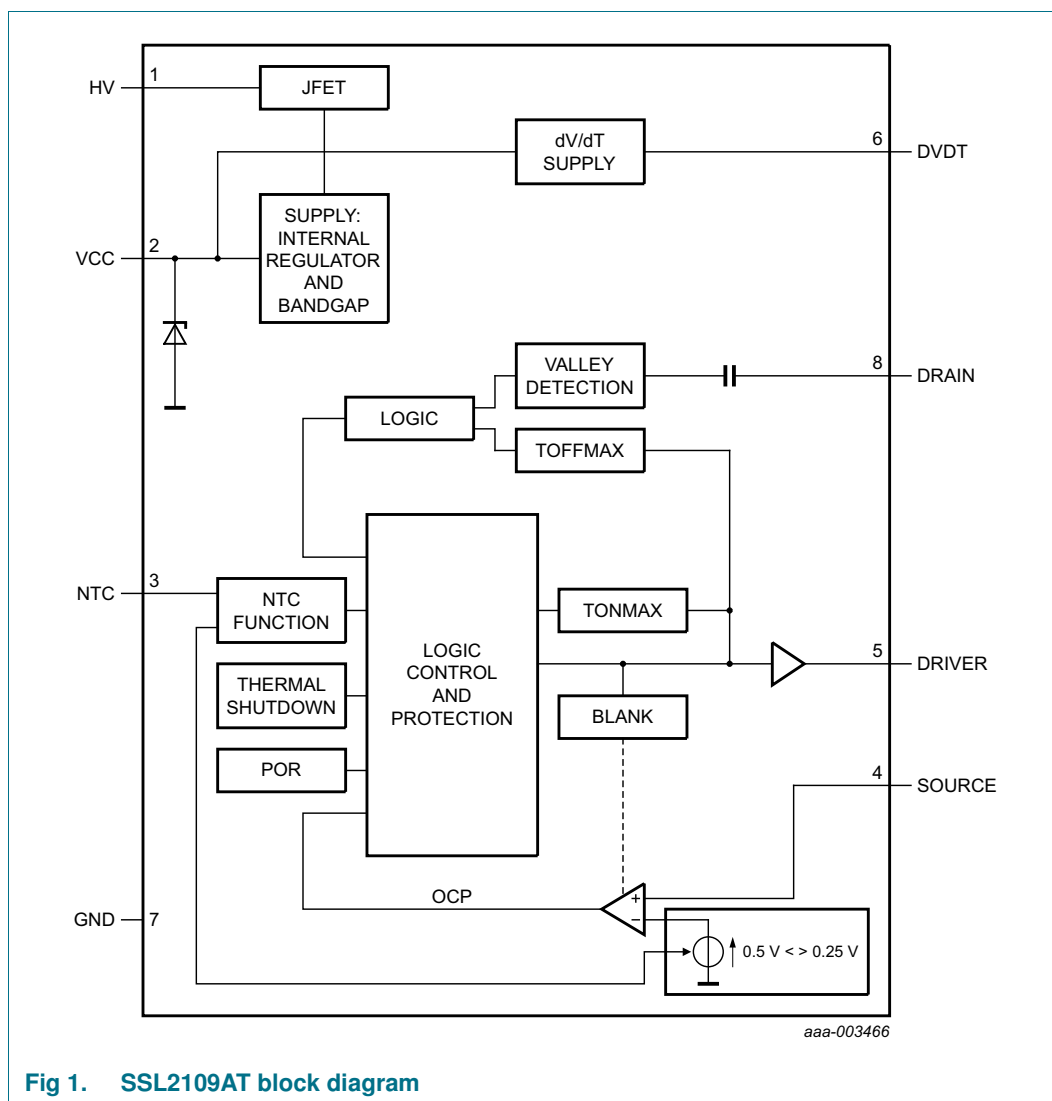 HV
1
JFET
dV/dT
SUPPLY
6
DVDT
SUPPLY:
INTERNAL
REGULATOR
AND
BANDGAP
VCC
2
VALLEY
DETECTION
8
DRAIN
LOGIC
TOFFMAX
NTC
3
NTC
FUNCTION
TONMAX
LOGIC
CONTROL
AND
PROTECTION
5
DRIVER
THERMAL
SHUTDOWN
BLANK
POR
4
SOURCE
OCP
+
−
GND
7
0.5 V < > 0.25 V
aaa-003466
Fig 1. SSL2109AT block diagram